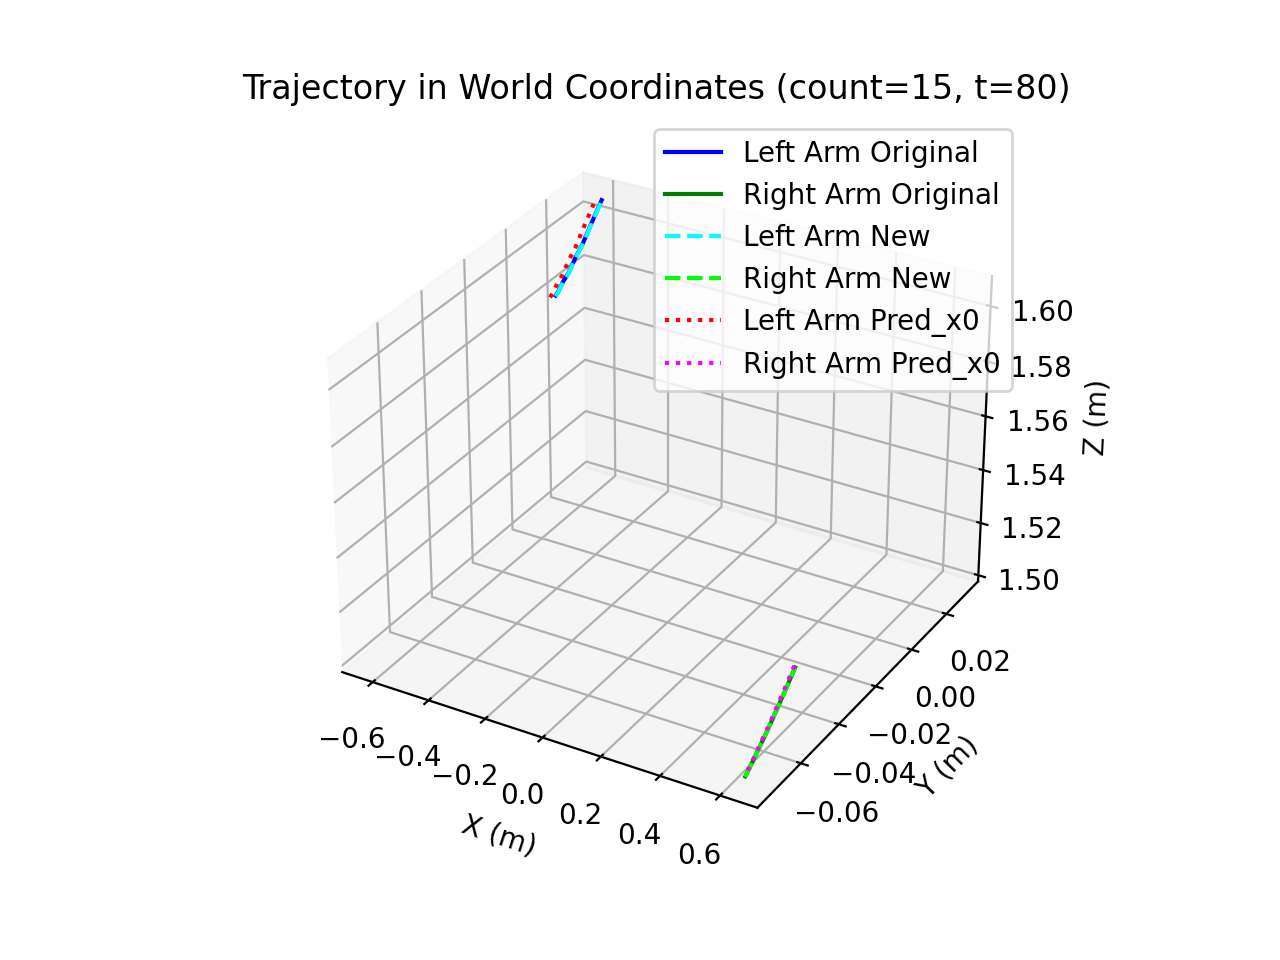 Trajectory in World Coordinates (count=15, t=80)
Left Arm Original
Right Arm Original
Left Arm New
Right Arm New
Left Arm Pred_x0
Right Arm Pred_x0
1.60
1.58
1.56
1.54
1.52
1.50
Z (m)
0.02
0.00
−0.02
−0.04
−0.06
Y (m)
−0.6
−0.4
−0.2
0.0
0.2
0.4
0.6
X (m)